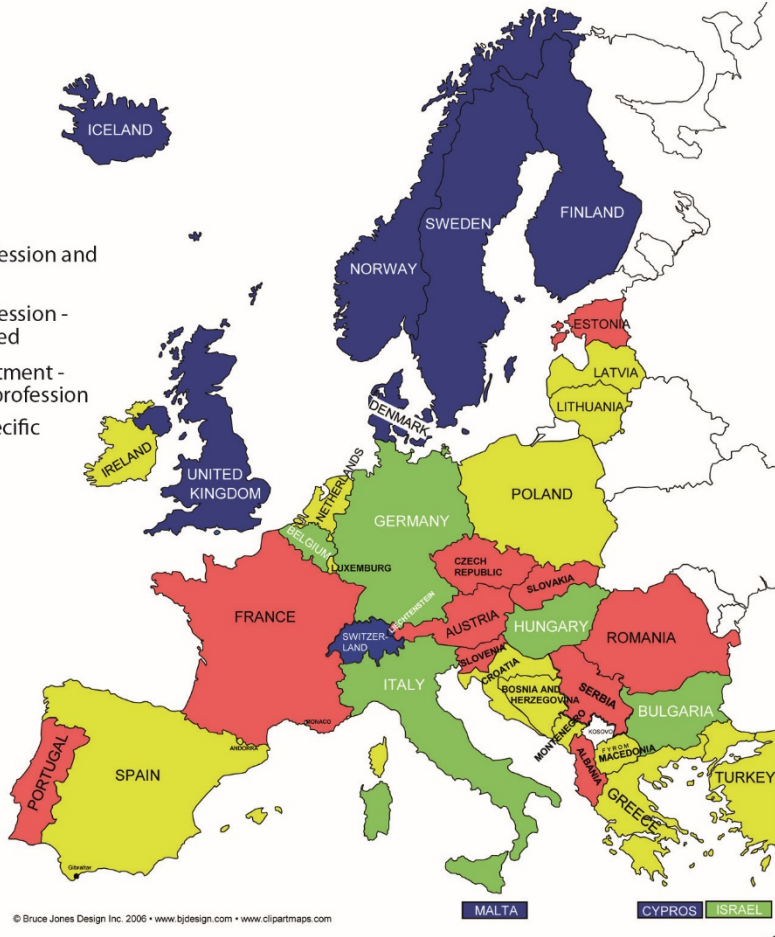 ICELAND
SWEDEN
FINLAND
NORWAY
ession and
ession -
ed
tment -
profession
ecific
ESTONIA
LATVIA
LITHUANIA
DENMARK
IRELAND
UNITED
KINGDOM
NETHERLANDS
POLAND
GERMANY
BELGIUM
LUXEMBURG
CZECH
REPUBLIC
SLOVAKIA
FRANCE
LIECHTENSTEIN
AUSTRIA
SWITZER-
LAND
HUNGARY
ROMANIA
SLOVENIA
CROATIA
ITALY
BOSNIA AND
HERZEGOVINA
SERBIA
BULGARIA
MONACO
MONTENEGRO
KOSOVO
ANDORRA
FYROM
MACEDONIA
ALBANIA
PORTUGAL
SPAIN
TURKEY
GREECE
Gibraltar
MALTA
CYPROS
ISRAEL
© Bruce Jones Design Inc. 2006 • www.bjdesign.com • www.clipartmaps.com